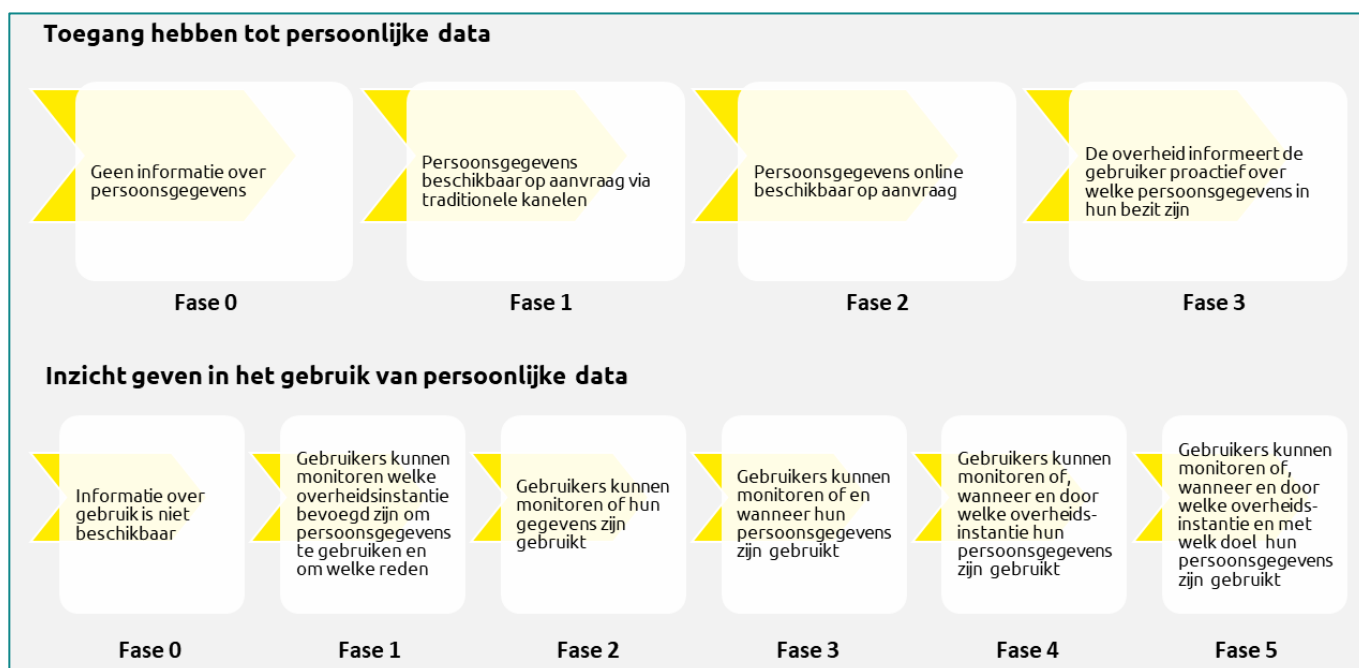 Toegang hebben tot persoonlijke data
Geen informatie over
persoonsgegevens
Persoonsgegevens
beschikbaar op aanvraag via
traditionele kanelen
Persoonsgegevens online
beschikbaar op aanvraag
De overheid informeert de
gebruiker proactief over
welke persoonsgegevens in
hun bezit zijn
Fase 0
Fase 1
Fase 2
Fase 3
Inzicht geven in het gebruik van persoonlijke data
Informatie over
gebruik is niet
beschikbaar
Gebruikers kunnen
monitoren welke
overheidsinstantie
bevoegd zijn om
persoonsgegevens
te gebruiken en
om welke reden
Gebruikers kunnen
monitoren of hun
gegevens zijn
gebruikt
Gebruikers kunnen
monitoren of en
wanneer hun
persoonsgegevens
zijn gebruikt
Gebruikers kunnen
monitoren of,
wanneer en door
welke overheids-
instantie hun
persoonsgegevens
zijn gebruikt
Gebruikers kunnen
monitoren of,
wanneer en door
welke overheids-
instantie en met
welk doel hun
persoonsgegevens
zijn gebruikt
Fase 0
Fase 1
Fase 2
Fase 3
Fase 4
Fase 5